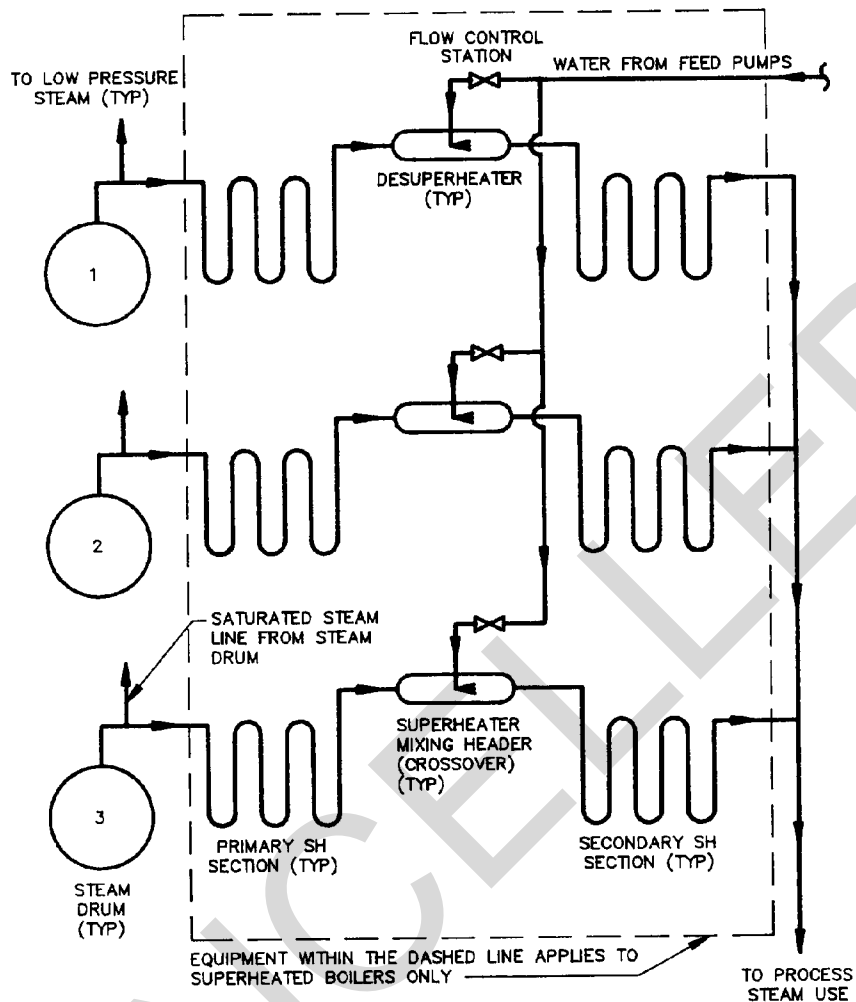 FLOW CONTROL
STATION
WATER FROM FEED PUMPS
TO LOW PRESSURE
STEAM (TYP)
DESUPERHEATER
(TYP)
1
2
SATURATED STEAM
LINE FROM STEAM
DRUM
SUPERHEATER
MIXING HEADER
(CROSSOVER)
(TYP)
3
PRIMARY SH
SECTION (TYP)
SECONDARY SH
SECTION (TYP)
STEAM
DRUM
(TYP)
EQUIPMENT WITHIN THE DASHED LINE APPLIES TO
SUPERHEATED BOILERS ONLY
TO PROCESS
STEAM USE
NCELLED